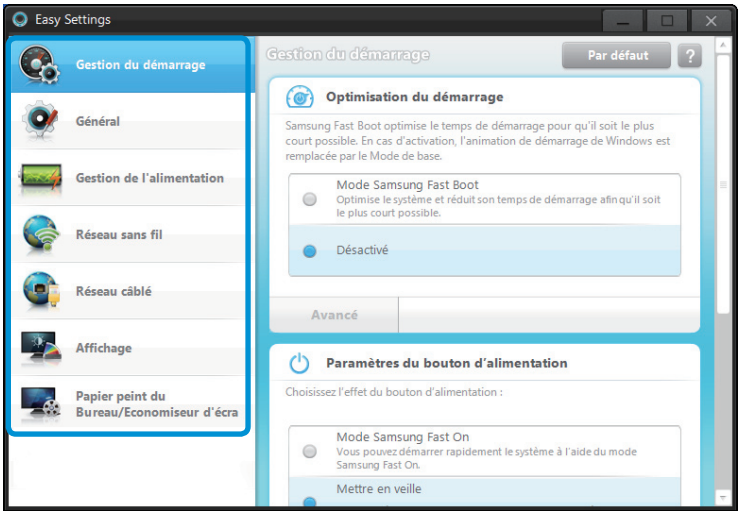 Easy Settings
Gestion du démarrage
Général
Gestion de l'alimentation
Réseau sans fil
Réseau câblé
Affichage
Papier peint du
Bureau/Economiseur d'écra
Gestion du démarrage
Par défaut
?
Optimisation du démarrage
Samsung Fast Boot optimise le temps de démarrage pour qu'il soit le plus
court possible. En cas d'activation, l'animation de démarrage de Windows est
remplacée par le Mode de base.
Mode Samsung Fast Boot
Optimise le système et réduit son temps de démarrage afin qu'il soit
le plus court possible.
Désactivé
Avancé
Paramètres du bouton d'alimentation
Choisissez l'effet du bouton d'alimentation :
Mode Samsung Fast On
Vous pouvez démarrer rapidement le système à l'aide du mode
Samsung Fast On.
Mettre en veille